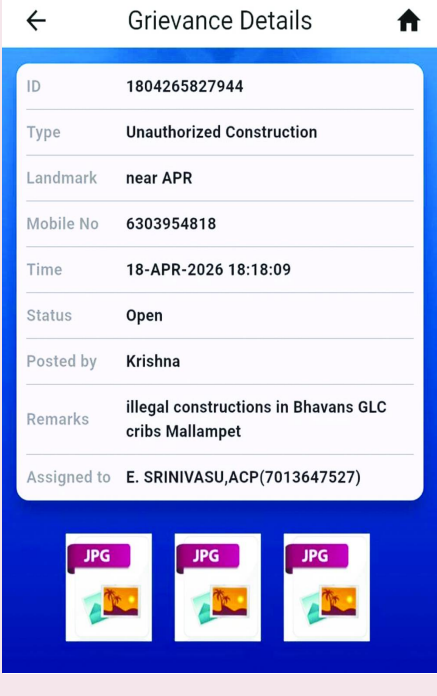 Grievance Details
ID 1804265827944
Type Unauthorized Construction
Landmark near APR
Mobile No 6303954818
Time 18-APR-2026 18:18:09
Status Open
Posted by Krishna
Remarks illegal constructions in Bhavans GLC
cribs Mallampet
Assigned to E. SRINIVASU,ACP(7013647527)
JPG JPG JPG